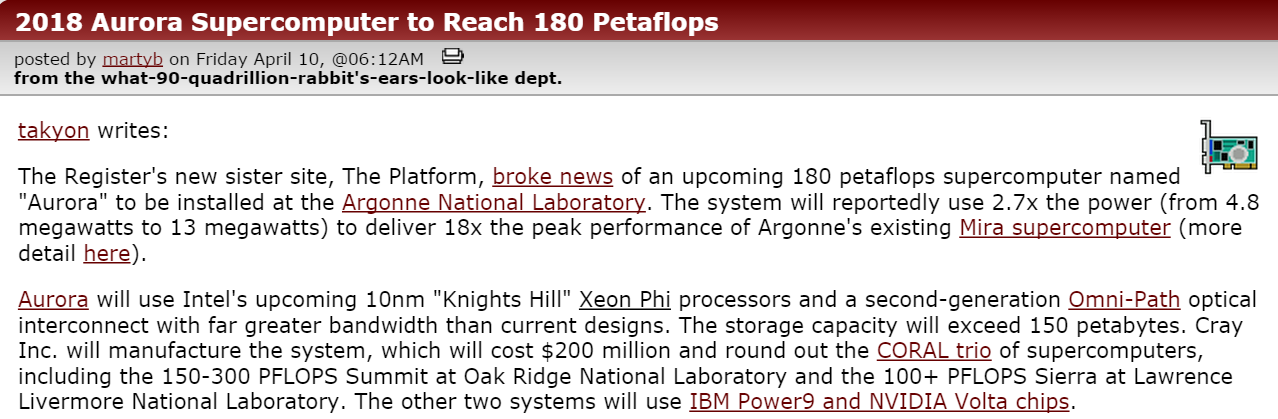 2018 Aurora Supercomputer to Reach 180 Petaflops
posted by martyb on Friday April 10, @06:12AM
from the what-90-quadrillion-rabbit's-ears-look-like dept.
takyon writes:
The Register's new sister site, The Platform, broke news of an upcoming 180 petaflops supercomputer named
"Aurora" to be installed at the Argonne National Laboratory. The system will reportedly use 2.7x the power (from 4.8
megawatts to 13 megawatts) to deliver 18x the peak performance of Argonne's existing Mira supercomputer (more
detail here).
Aurora will use Intel's upcoming 10nm "Knights Hill" Xeon Phi processors and a second-generation Omni-Path optical
interconnect with far greater bandwidth than current designs. The storage capacity will exceed 150 petabytes. Cray
Inc. will manufacture the system, which will cost $200 million and round out the CORAL trio of supercomputers,
including the 150-300 PFLOPS Summit at Oak Ridge National Laboratory and the 100+ PFLOPS Sierra at Lawrence
Livermore National Laboratory. The other two systems will use IBM Power9 and NVIDIA Volta chips.